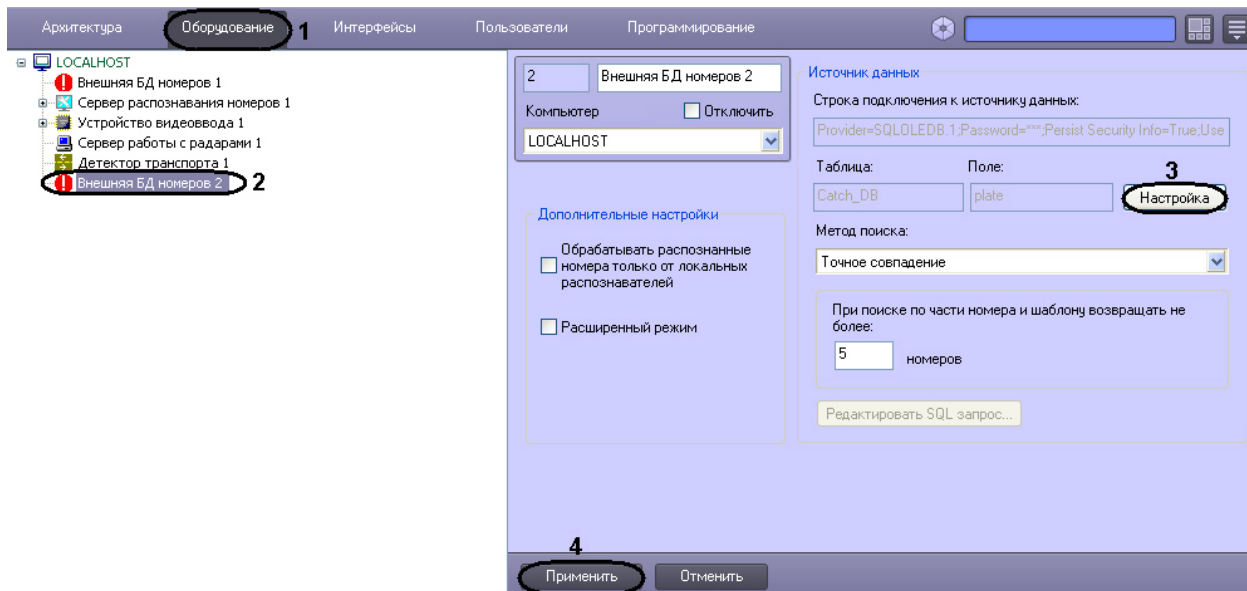 Архитектура Оборудование 1 Интерфейсы Пользователи Программирование
LOCALHOST
Внешняя БД номеров 1
Сервер распознавания номеров 1
Устройство видеоввода 1
Сервер работы с радарами 1
Детектор транспорта 1
Внешняя БД номеров 2 2
2 Внешняя БД номеров 2
Компьютер Отключить
LOCALHOST
Дополнительные настройки
Обрабатывать распознанные
номера только от локальных
распознавателей
Расширенный режим
Источник данных
Строка подключения к источнику данных:
Provider=SQLOLEDB.1;Password=***;Persist Security Info=True;Use
Таблица: Поле: 3
Catch_DB plate Настройка
Метод поиска:
Точное совпадение
При поиске по части номера и шаблону возвращать не
более:
5 номеров
Редактировать SQL запрос...
4
Применить Отменить